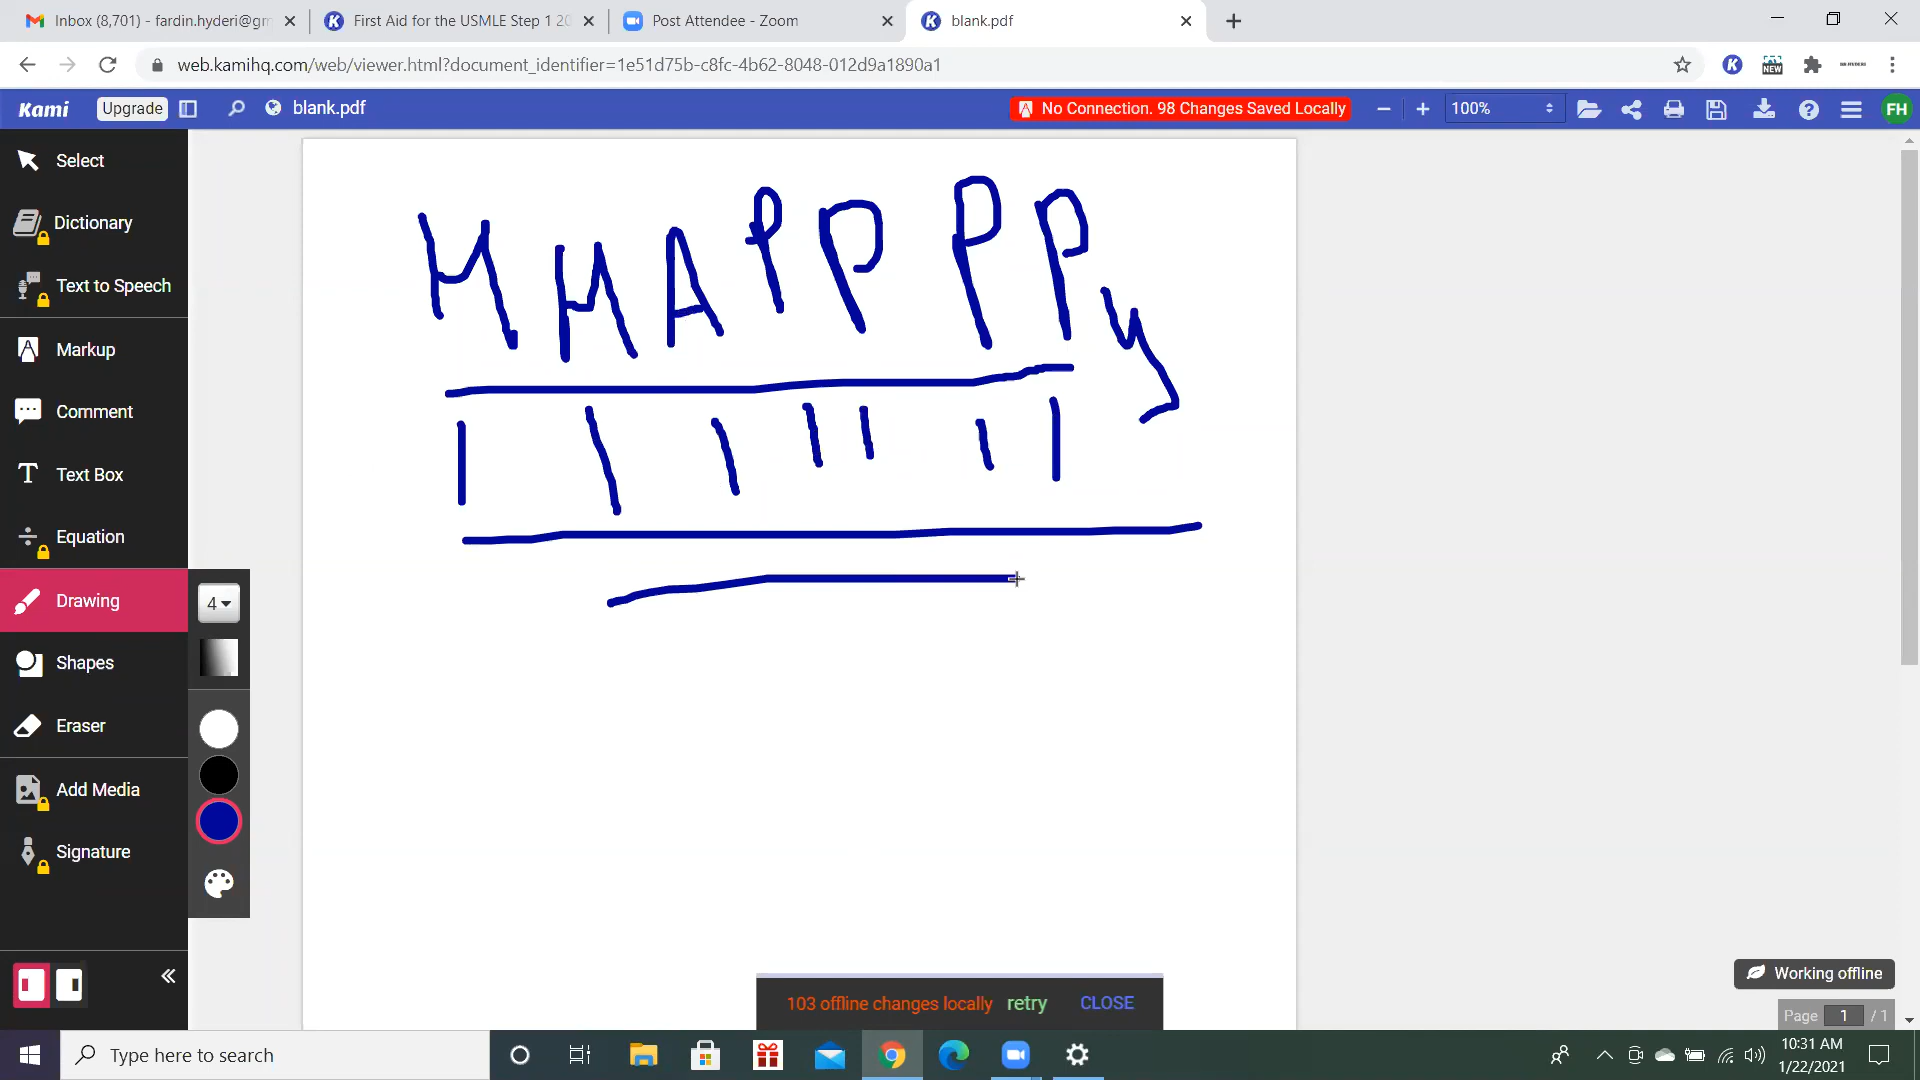 Inbox (8,701) - fardin.hyderi@gm
First Aid for the USMLE Step 1 20
Post Attendee - Zoom
blank.pdf
web.kamihq.com/web/viewer.html?document_identifier=1e51d75b-c8fc-4b62-8048-012d9a1890a1
NEW
Kami
Upgrade
blank.pdf
No Connection. 98 Changes Saved Locally
100%
FH
Select
Dictionary
Text to Speech
Markup
Comment
Text Box
Equation
Drawing
4
Shapes
Eraser
Add Media
Signature
MMAPPPPy
Working offline
103 offline changes locally retry CLOSE
Page 1 / 1
Type here to search
10:31 AM
1/22/2021